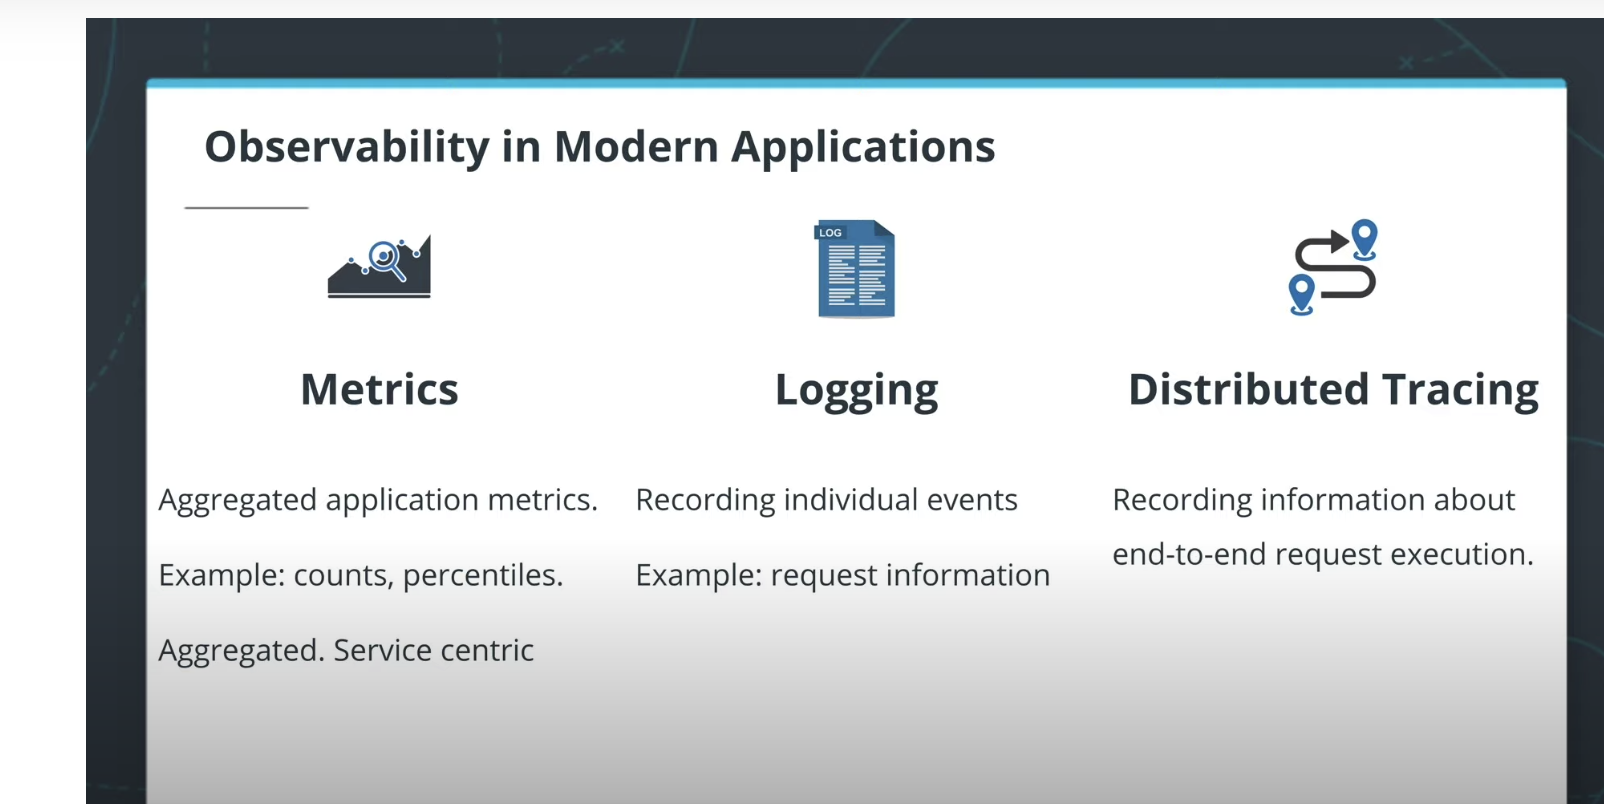 Observability in Modern Applications
LOG
Metrics
Logging
Distributed Tracing
Aggregated application metrics.
Example: counts, percentiles.
Aggregated. Service centric
Recording individual events
Example: request information
Recording information about
end-to-end request execution.